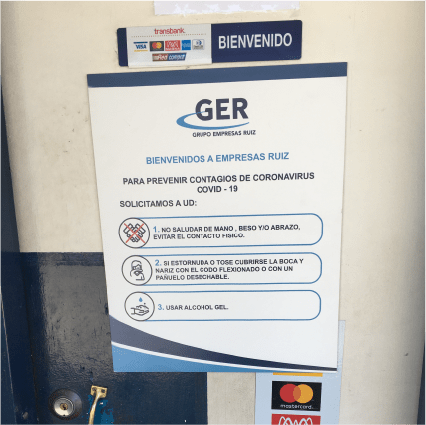 transbank.
VISA
BIENVENIDO
RedCompra
GER
GRUPO EMPRESAS RUIZ
BIENVENIDOS A EMPRESAS RUIZ
PARA PREVENIR CONTAGIOS DE CORONAVIRUS
COVID - 19
SOLICITAMOS A UD:
1. NO SALUDAR DE MANO , BESO Y/O ABRAZO,
EVITAR EL CONTACTO FISICO.
2. SI ESTORNUDA O TOSE CUBRIRSE LA BOCA Y
NARIZ CON EL CODO FLEXIONADO O CON UN
PAÑUELO DESECHABLE.
3. USAR ALCOHOL GEL.
mastercard.